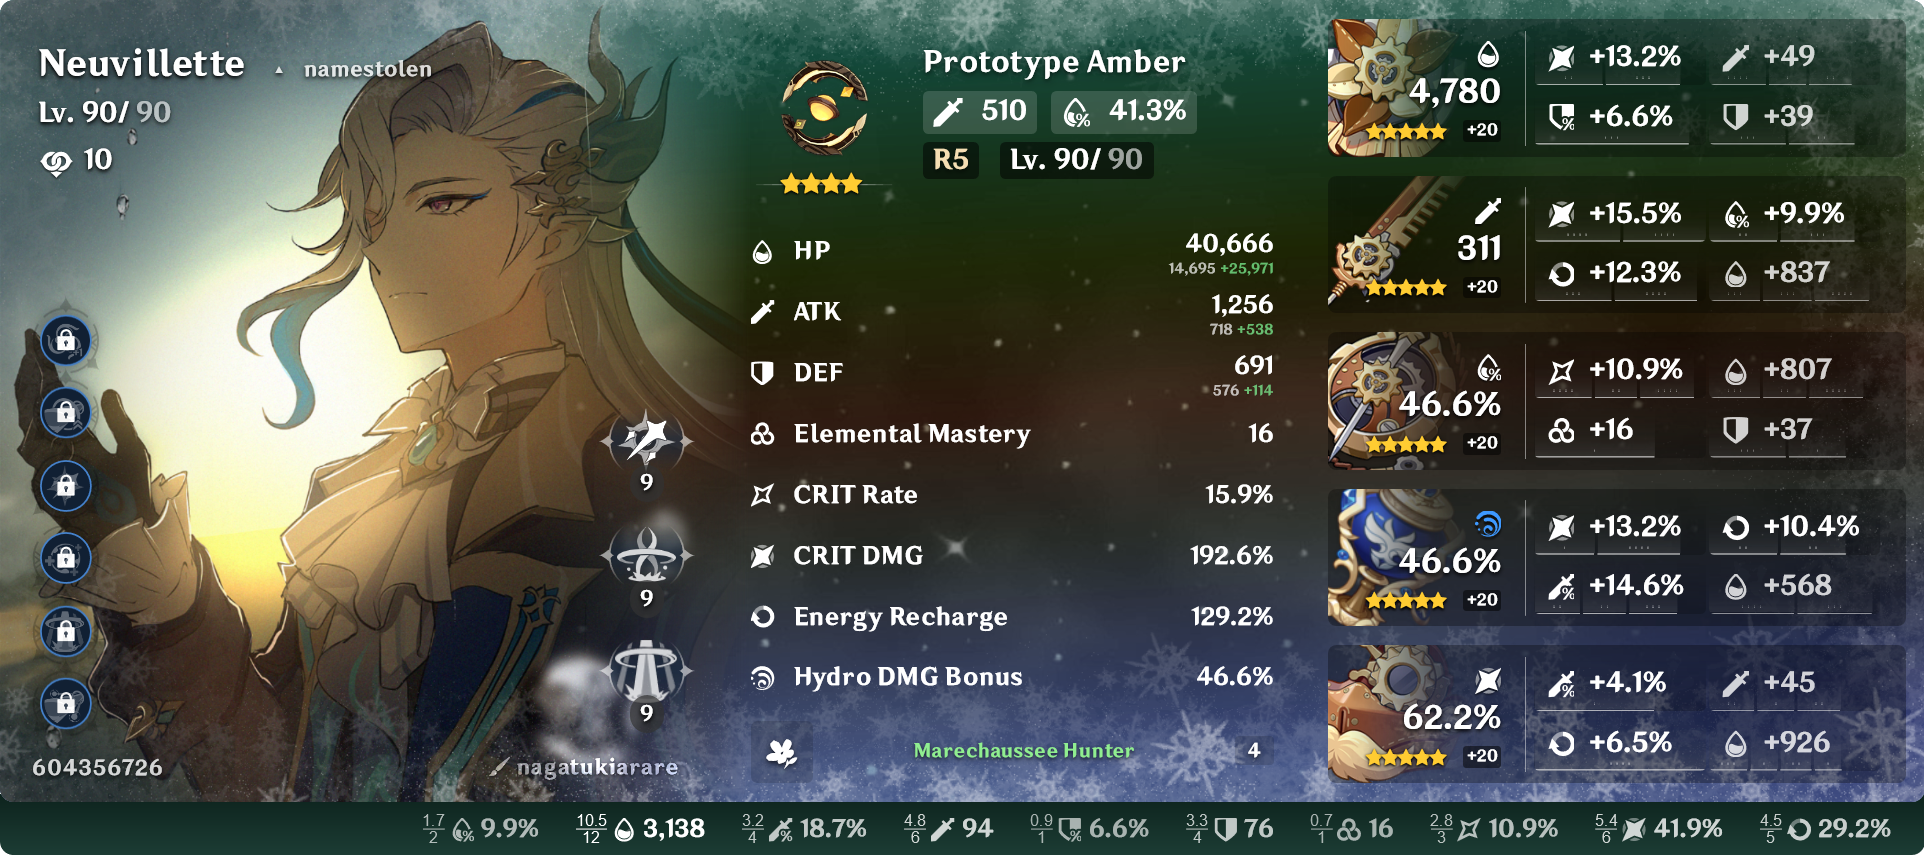 Neuvillette namestolen
Lv. 90/ 90
10
9
9
9
604356726
nagatukiarare
Prototype Amber
510 41.3%
R5 Lv. 90/ 90
HP 40,666
14,695 +25,971
ATK 1,256
718 +538
DEF 691
576 +114
Elemental Mastery 16
CRIT Rate 15.9%
CRIT DMG 192.6%
Energy Recharge 129.2%
Hydro DMG Bonus 46.6%
Marechaussee Hunter 4
4,780
+20
+13.2% +49
+6.6% +39
311
+20
+15.5% +9.9%
+12.3% +837
46.6%
+20
+10.9% +807
+16 +37
46.6%
+20
+13.2% +10.4%
+14.6% +568
62.2%
+20
+4.1% +45
+6.5% +926
1.7/2 % 9.9% 10.5/12 3,138 3.2/4 % 18.7% 4.8/6 94 0.9/1 % 6.6% 3.3/4 76 0.7/1 16 2.8/3 10.9% 5.4/6 41.9% 4.5/5 29.2%